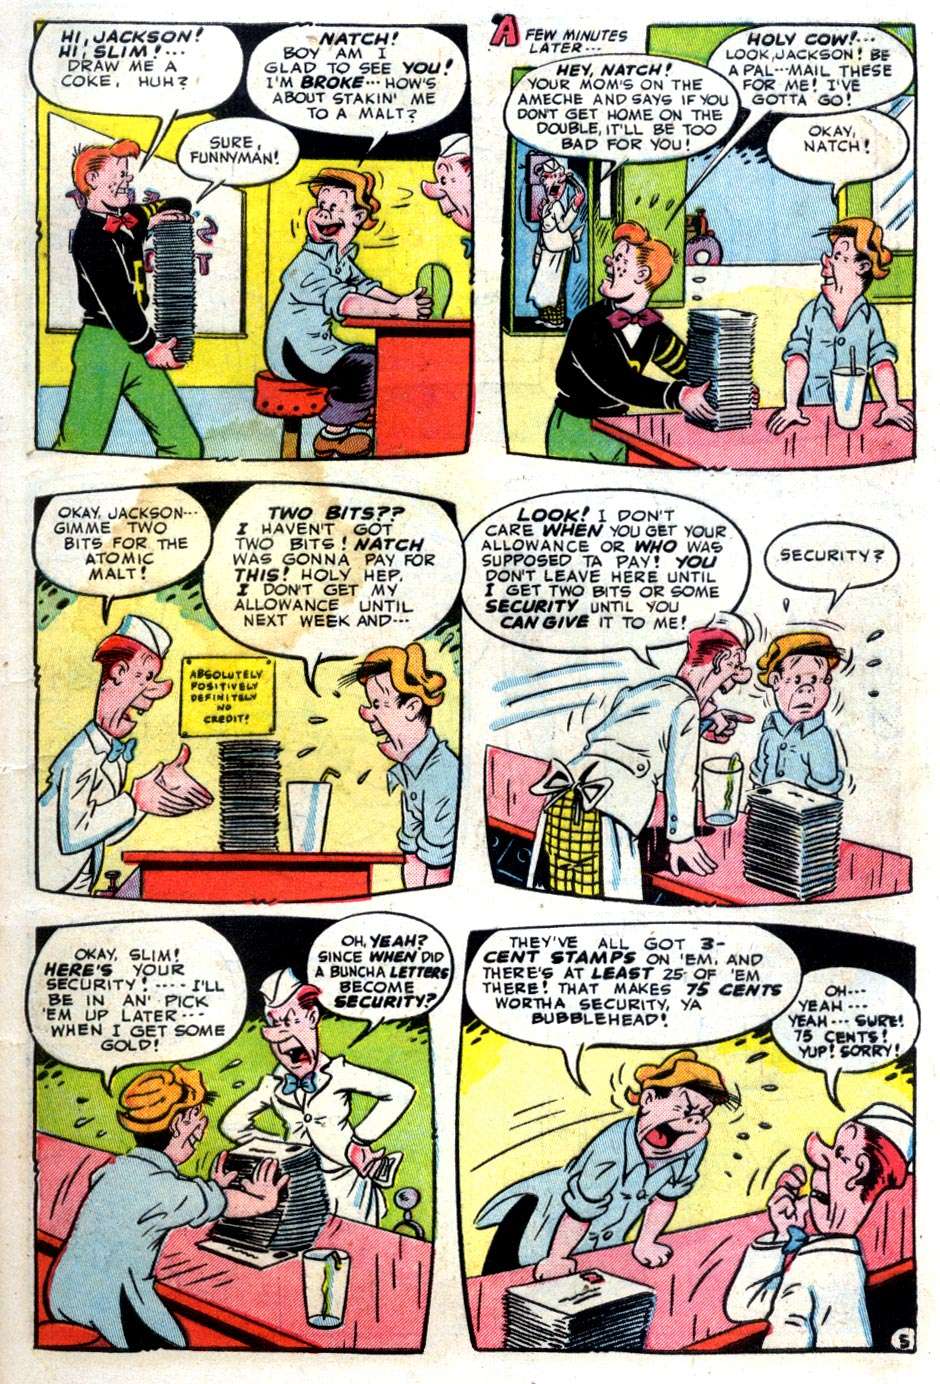 HI, JACKSON!
HI, SLIM!...
DRAW ME A
COKE, HUH?
SURE,
FUNNYMAN!
NATCH!
BOY AM I
GLAD TO SEE YOU!
I'M BROKE... HOW'S
ABOUT STAKIN' ME
TO A MALT?
A FEW MINUTES
LATER...
HEY, NATCH!
YOUR MOM'S ON THE
AMECHE AND SAYS IF YOU
DON'T GET HOME ON THE
DOUBLE, IT'LL BE TOO
BAD FOR YOU!
HOLY COW!...
LOOK, JACKSON! BE
A PAL...MAIL THESE
FOR ME! I'VE
GOTTA GO!
OKAY,
NATCH!
OKAY, JACKSON---
GIMME TWO
BITS FOR THE
ATOMIC
MALT!
TWO BITS??
I HAVEN'T GOT
TWO BITS! NATCH
WAS GONNA PAY FOR
THIS! HOLY HEP,
I DON'T GET MY
ALLOWANCE UNTIL
NEXT WEEK AND---
ABSOLUTELY
POSITIVELY
DEFINITELY
NO
CREDIT!
LOOK! I DON'T
CARE WHEN YOU GET YOUR
ALLOWANCE OR WHO WAS
SUPPOSED TA PAY! YOU
DON'T LEAVE HERE UNTIL
I GET TWO BITS OR SOME
SECURITY UNTIL YOU
CAN GIVE IT TO ME!
SECURITY?
OKAY, SLIM!
HERE'S YOUR
SECURITY! ---- I'LL
BE IN AN' PICK
'EM UP LATER---
WHEN I GET SOME
GOLD!
OH, YEAH?
SINCE WHEN DID
A BUNCHA LETTERS
BECOME
SECURITY?
THEY'VE ALL GOT 3-
CENT STAMPS ON 'EM, AND
THERE'S AT LEAST 25 OF 'EM
THERE! THAT MAKES 75 CENTS
WORTHA SECURITY, YA
BUBBLEHEAD!
OH---
YEAH ---
YEAH--- SURE!
75 CENTS!
YUP! SORRY!
5